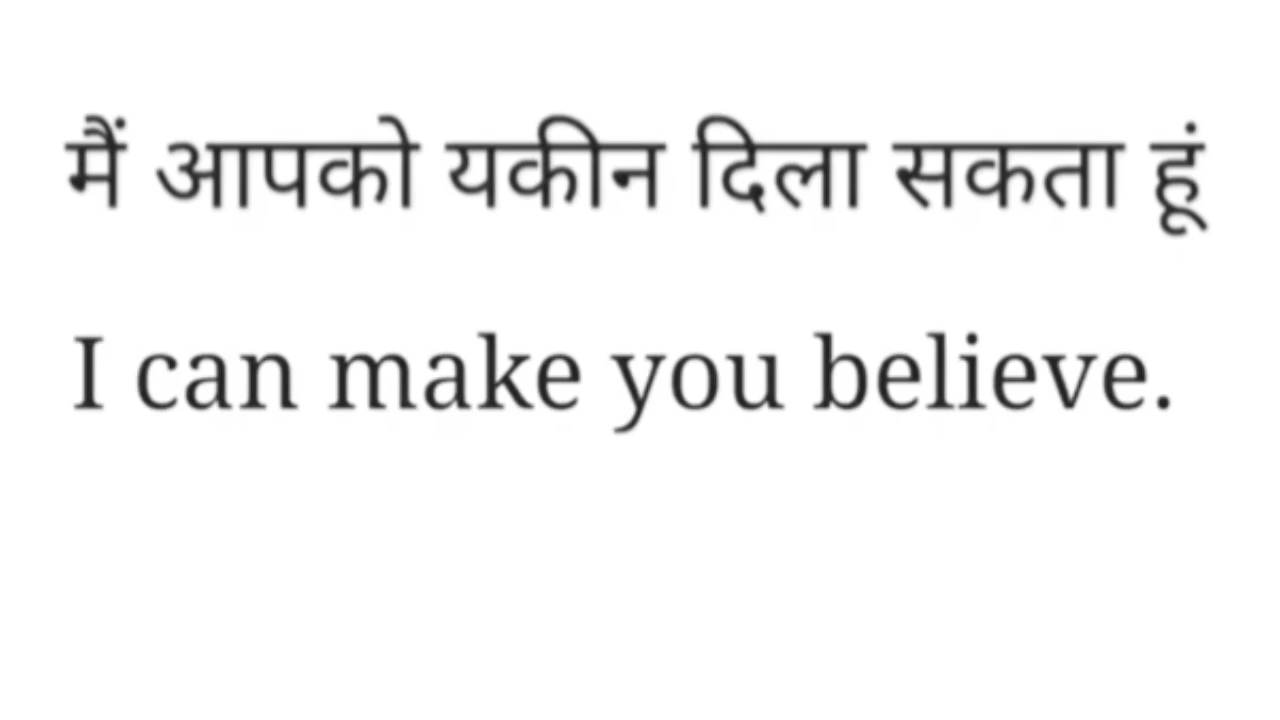 मैं आपको यकीन दिला सकता हूं
I can make you believe.